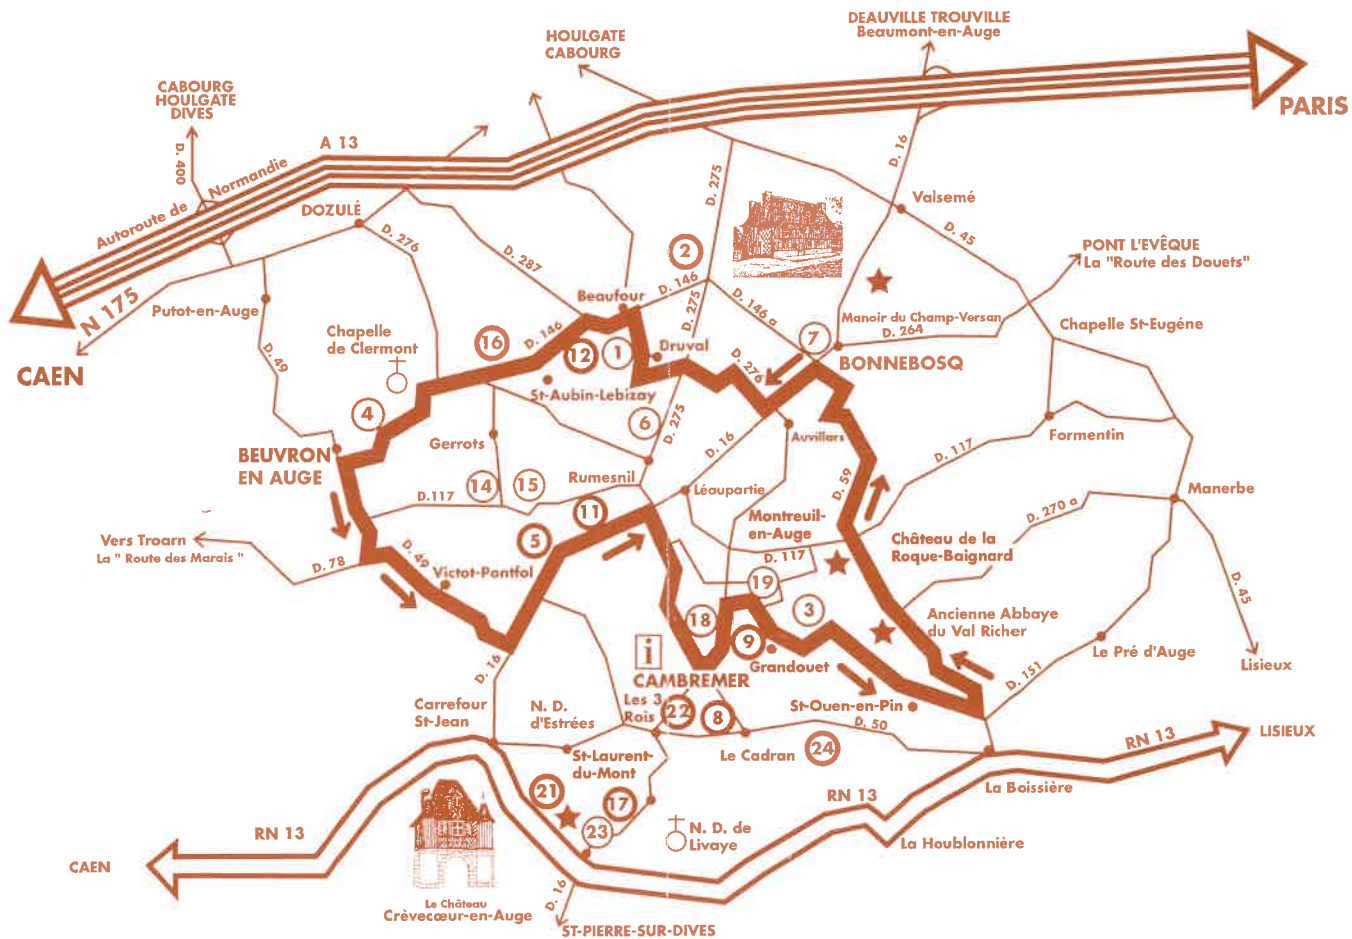 DEAUVILLE TROUVILLE
Beaumont-en-Auge
HOULGATE
CABOURG
CABOURG
HOULGATE
DIVES
PARIS
A 13
D. 400
Autoroute de Normandie
D. 16
D. 275
Valsemé
DOZULÉ
D. 276
D. 287
D. 45
2
PONT L'EVÊQUE
La "Route des Douets"
N 175
Putot-en-Auge
CAEN
Beaufour
D. 146
D. 275
D. 146 a
Manoir du Champ-Versan
D. 264
Chapelle St-Eugéne
Chapelle
de Clermont
D. 49
16
D. 146
12
1
Druval
7
BONNEBOSQ
D. 276
St-Aubin-Lebizay
4
6
D. 275
D. 16
Auvillars
Gerrots
Formentin
BEUVRON
EN AUGE
D. 117
D.117
14
15
Rumesnil
Léaupartie
D. 59
Manerbe
11
Montreuil-
en-Auge
D. 270 a
Vers Troarn
La " Route des Marais "
D. 78
D. 49
5
Château de la
Roque-Baignard
D. 117
Victot-Pontfol
19
D. 45
3
Ancienne Abbaye
du Val Richer
18
9
i
Grandouet
Le Pré d'Auge
Lisieux
D. 16
CAMBREMER
D. 151
Carrefour
St-Jean
N. D.
d'Estrées
Les 3
Rois
22
8
St-Ouen-en-Pin
D. 50
Le Cadran
24
RN 13
LISIEUX
St-Laurent-
du-Mont
21
17
La Boissière
RN 13
RN 13
23
N. D. de
Livaye
La Houblonnière
CAEN
Le Château
Crèvecœur-en-Auge
D. 16
ST-PIERRE-SUR-DIVES